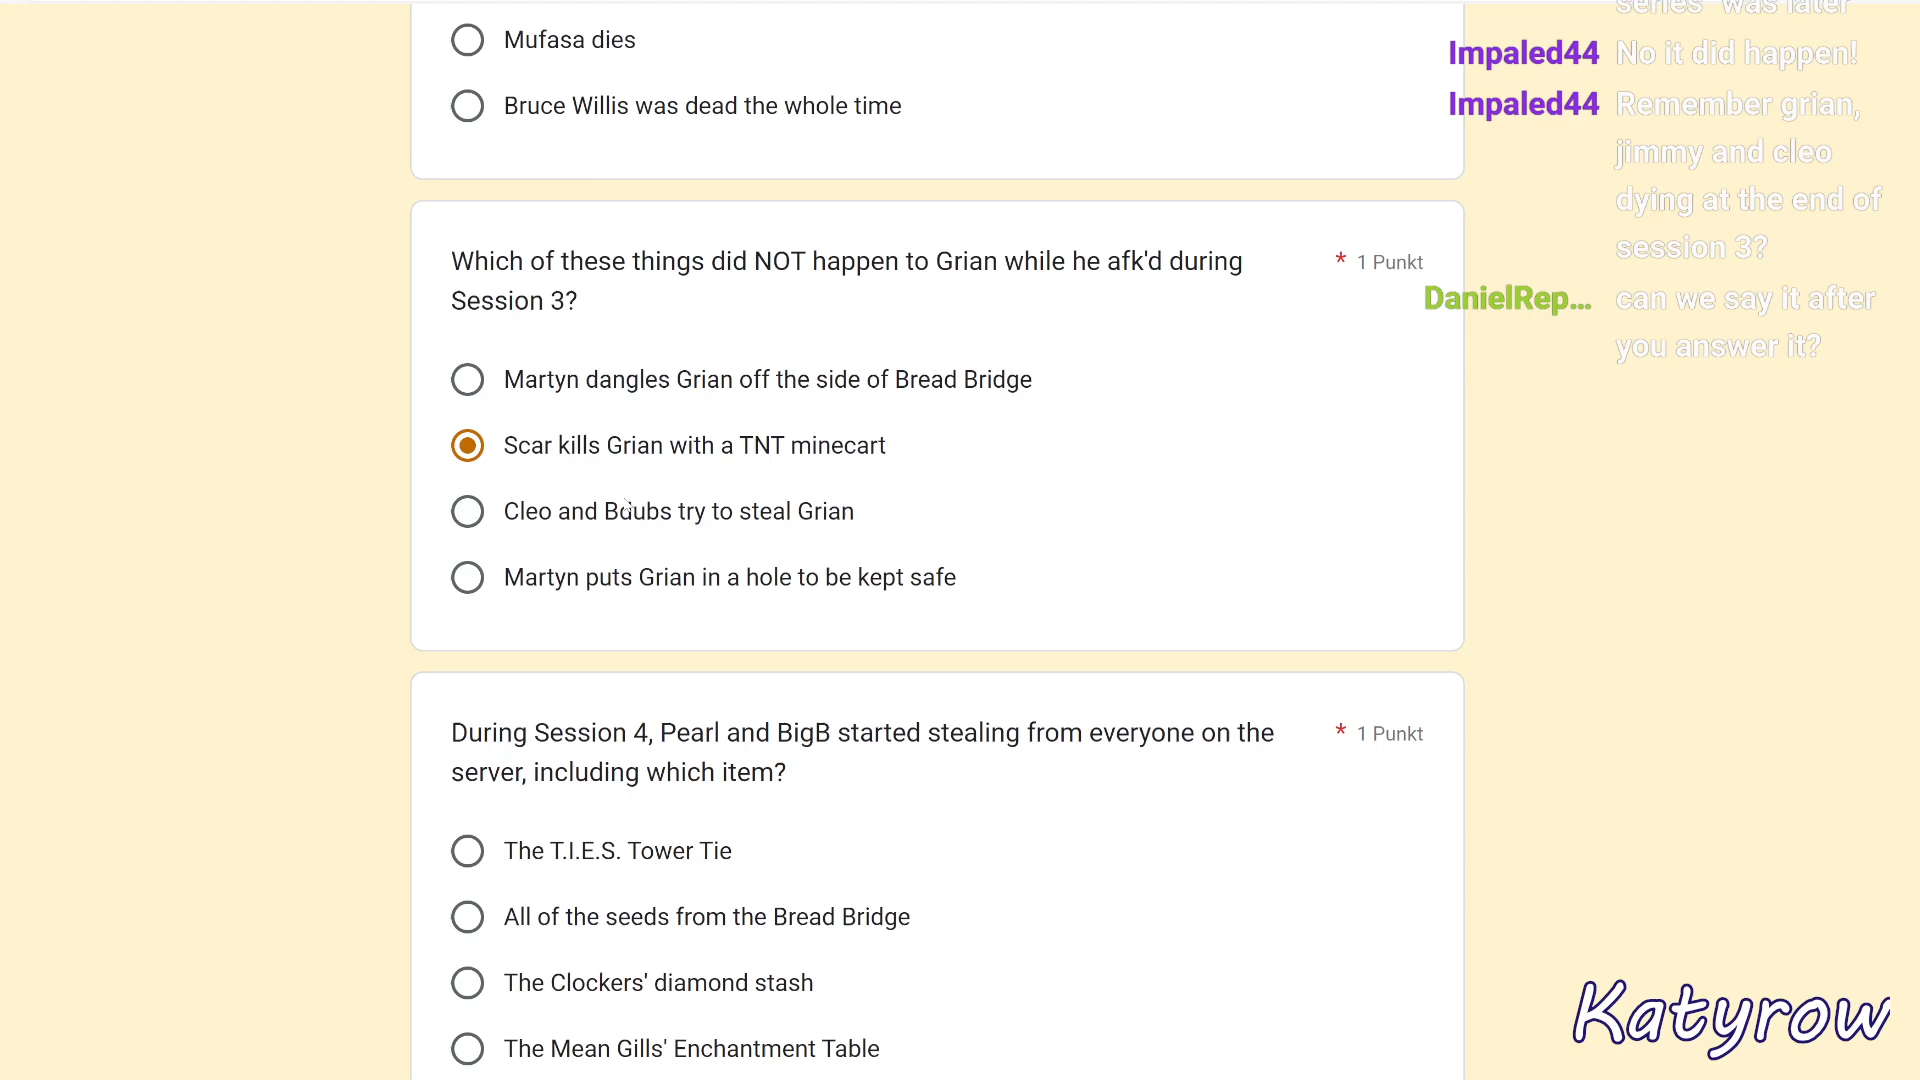 Mufasa dies
Bruce Willis was dead the whole time
Which of these things did NOT happen to Grian while he afk'd during
Session 3?
* 1 Punkt
Martyn dangles Grian off the side of Bread Bridge
Scar kills Grian with a TNT minecart
Cleo and Bdubs try to steal Grian
Martyn puts Grian in a hole to be kept safe
During Session 4, Pearl and BigB started stealing from everyone on the
server, including which item?
* 1 Punkt
The T.I.E.S. Tower Tie
All of the seeds from the Bread Bridge
The Clockers' diamond stash
The Mean Gills' Enchantment Table
series was later
Impaled44 No it did happen!
Impaled44 Remember grian,
jimmy and cleo
dying at the end of
session 3?
DanielRep... can we say it after
you answer it?
Katyrow